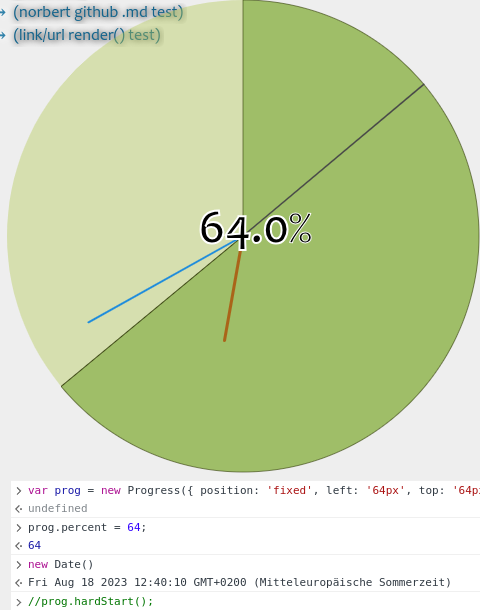 (norbert github .md test)
(link/url render() test)
64.0%
var prog = new Progress({ position: 'fixed', left: '64px', top: '64p
undefined
prog.percent = 64;
64
new Date()
Fri Aug 18 2023 12:40:10 GMT+0200 (Mitteleuropäische Sommerzeit)
//prog.hardStart();